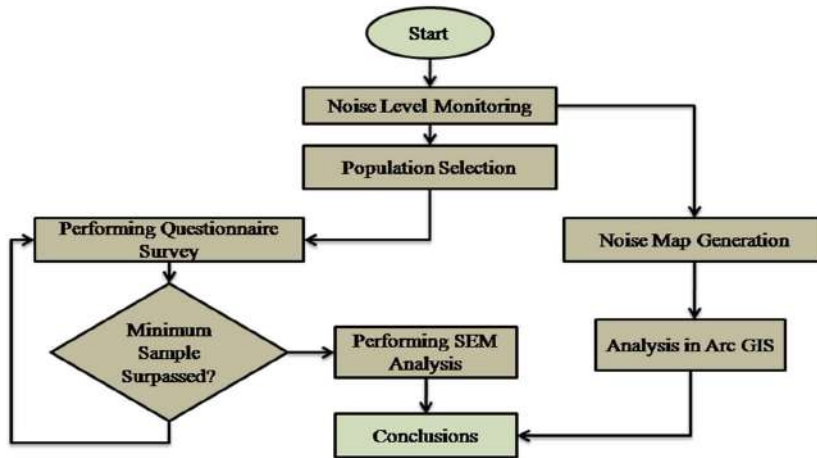 Start
Noise Level Monitoring
Population Selection
Performing Questionnaire
Survey
Noise Map Generation
Minimum
Sample
Surpassed?
Performing SEM
Analysis
Analysis in Arc GIS
Conclusions